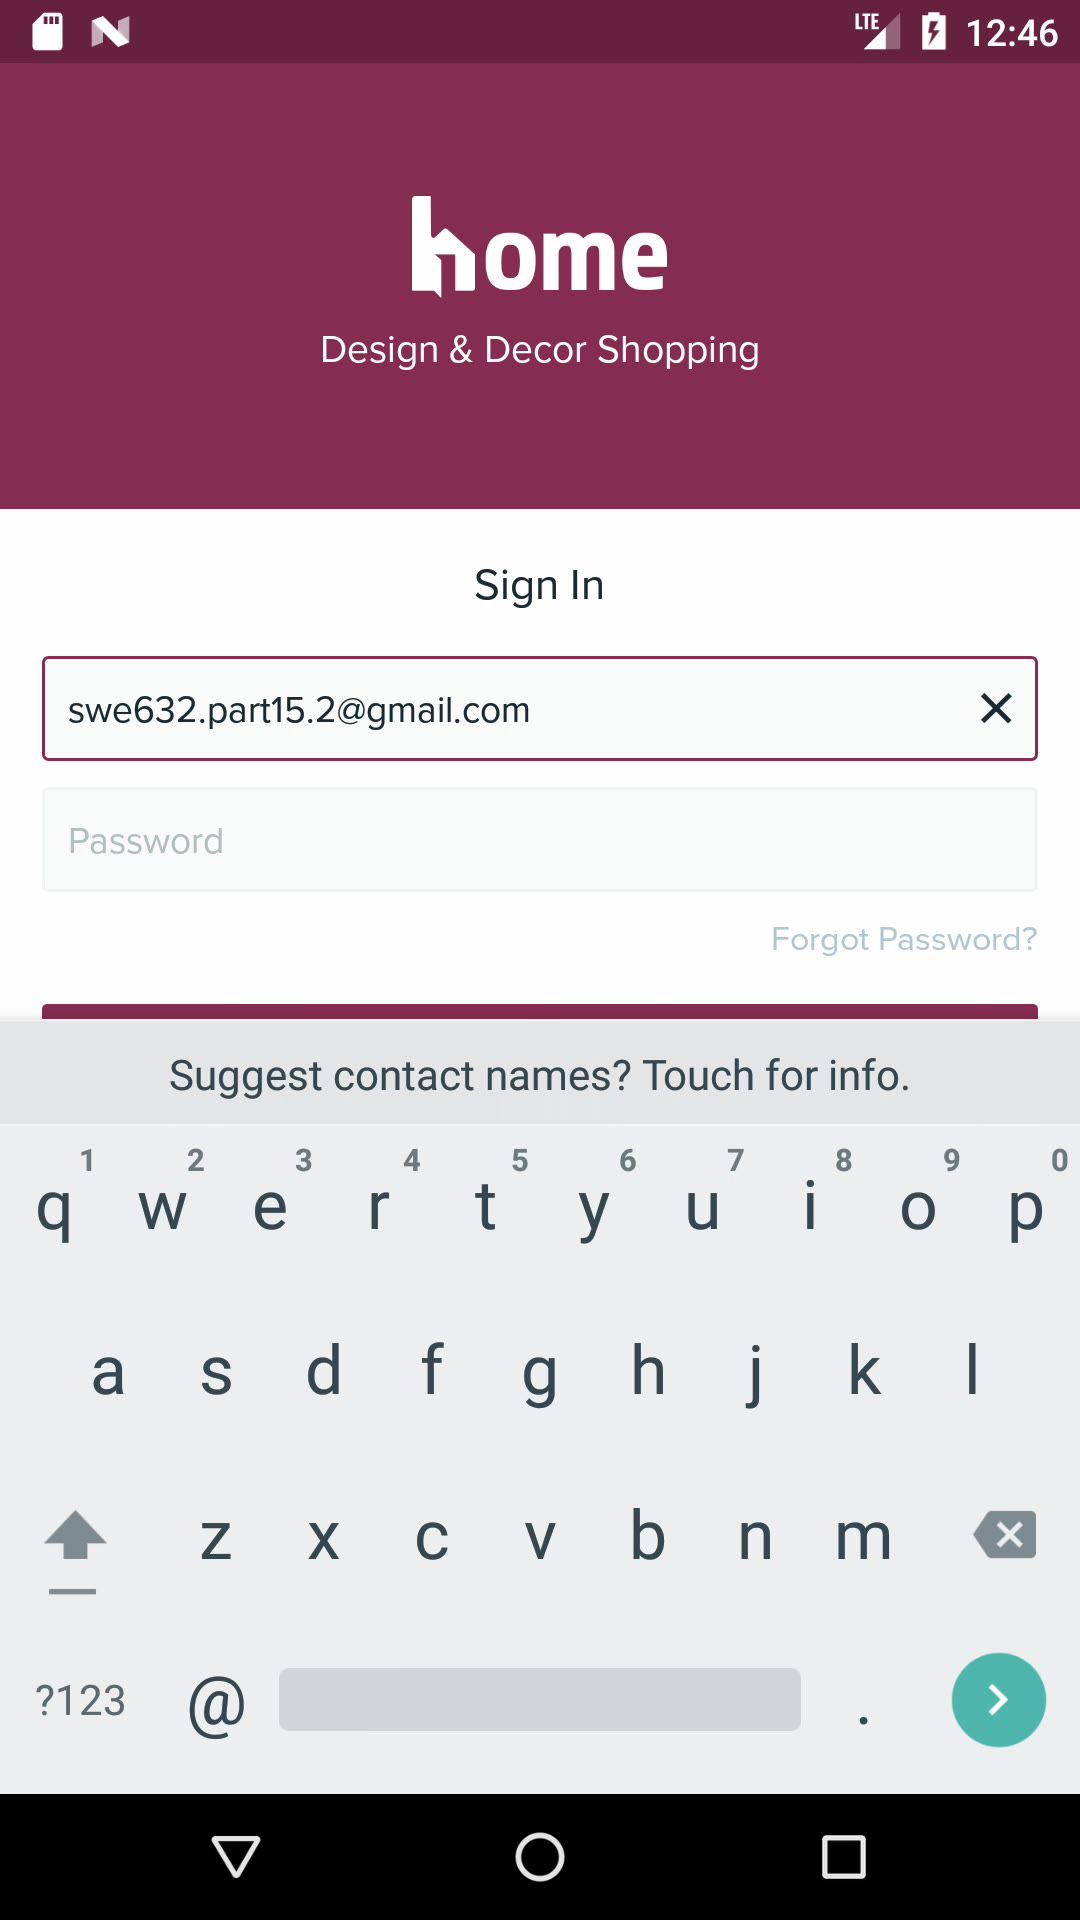 LTE 12:46
home
Design & Decor Shopping
Sign In
swe632.part15.2@gmail.com
Password
Forgot Password?
Suggest contact names? Touch for info.
1 2 3 4 5 6 7 8 9 0
q w e r t y u i o p
a s d f g h j k l
z x c v b n m
?123 @ .